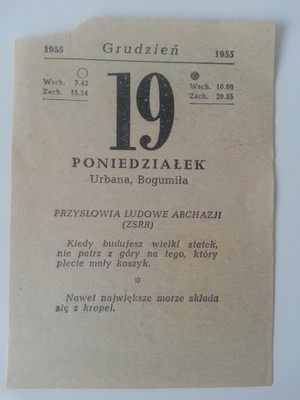 1955 Grudzień 1955
Wsch. 7.42
Zach. 15.24
19
Wsch. 10.00
Zach. 20.55
PONIEDZIAŁEK
Urbana, Bogumiła
PRZYSŁOWIA LUDOWE ABCHAZJI
(ZSRR)
Kiedy budujesz wielki statek,
nie patrz z góry na tego, który
plecie mały koszyk.
*
Nawet największe morze składa
się z kropel.